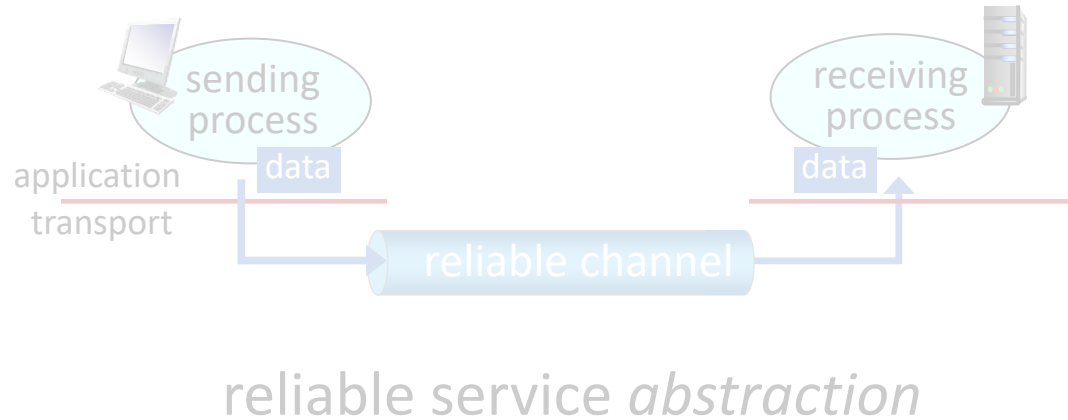 sending
process
receiving
process
data
data
application
transport
reliable channel
reliable service abstraction